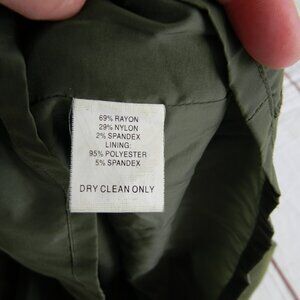 69% RAYON
29% NYLON
2% SPANDEX
LINING:
95% POLYESTER
5% SPANDEX
DRY CLEAN ONLY